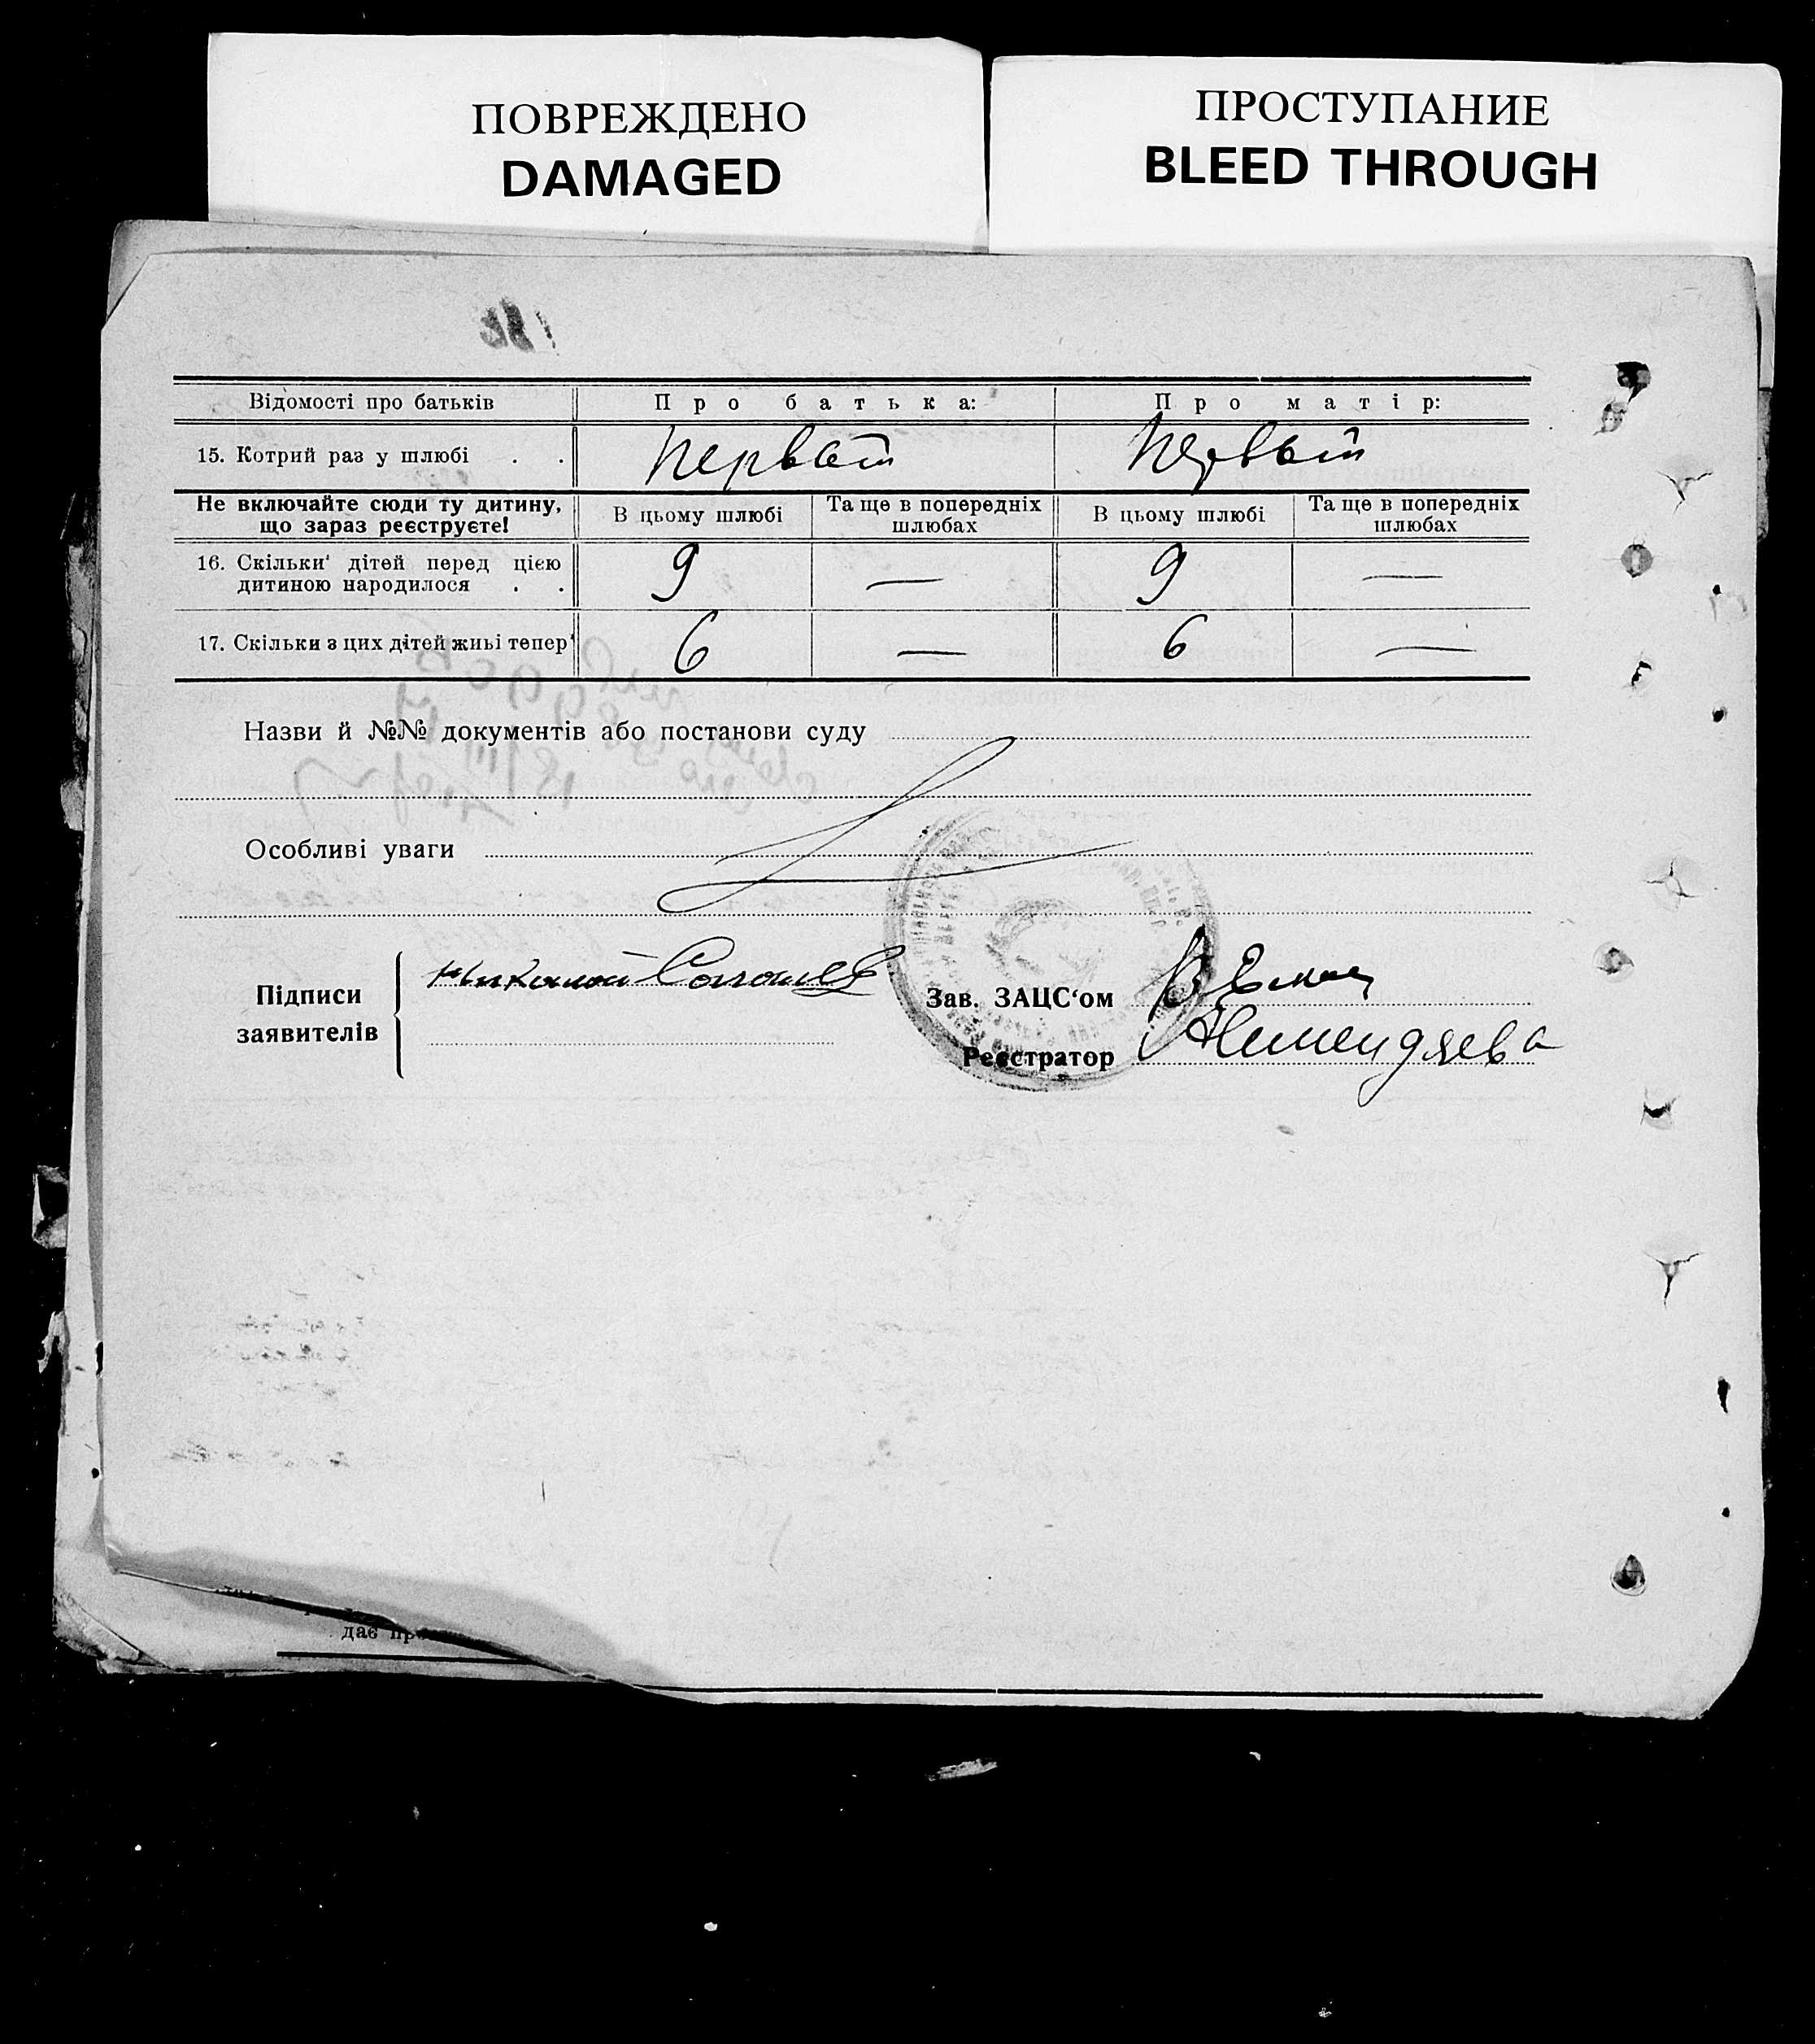 ПОВРЕЖДЕНО
DAMAGED
ПРОСТУПАНИЕ
BLEED THROUGH
Відомості про батьків Про батька: Про матір:
15. Котрий раз у шлюбі . . первый первый
Не включайте сюди ту дитину, що зараз реєструєте! В цьому шлюбі Та ще в попередніх шлюбах В цьому шлюбі Та ще в попередніх шлюбах
16. Скільки дітей перед цією дитиною народилося . . 9 — 9 —
17. Скільки з цих дітей живі тепер 6 — 6 —
Назви й №№ документів або постанови суду
Особливі уваги
Підписи заявителів
Николай
Зав. ЗАЦС‘ом
Реєстратор
дає